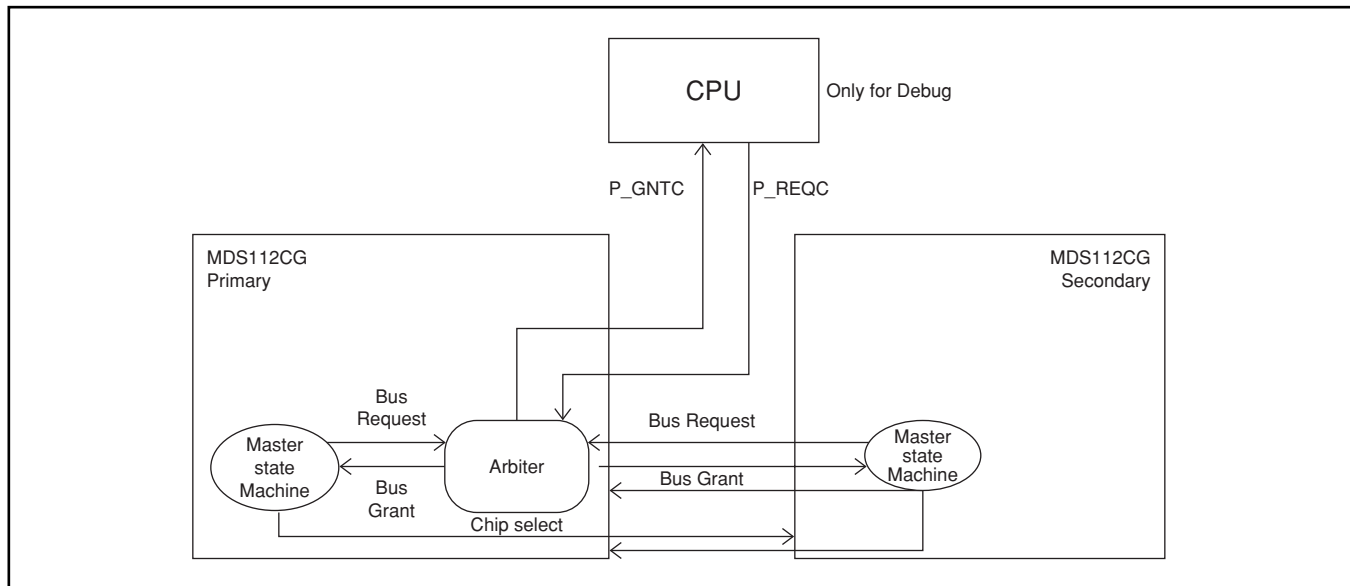 CPU
Only for Debug
P_GNTC
P_REQC
MDS112CG
Primary
MDS112CG
Secondary
Bus
Request
Bus Request
Master
state
Machine
Arbiter
Master
state
Machine
Bus
Grant
Bus Grant
Chip select